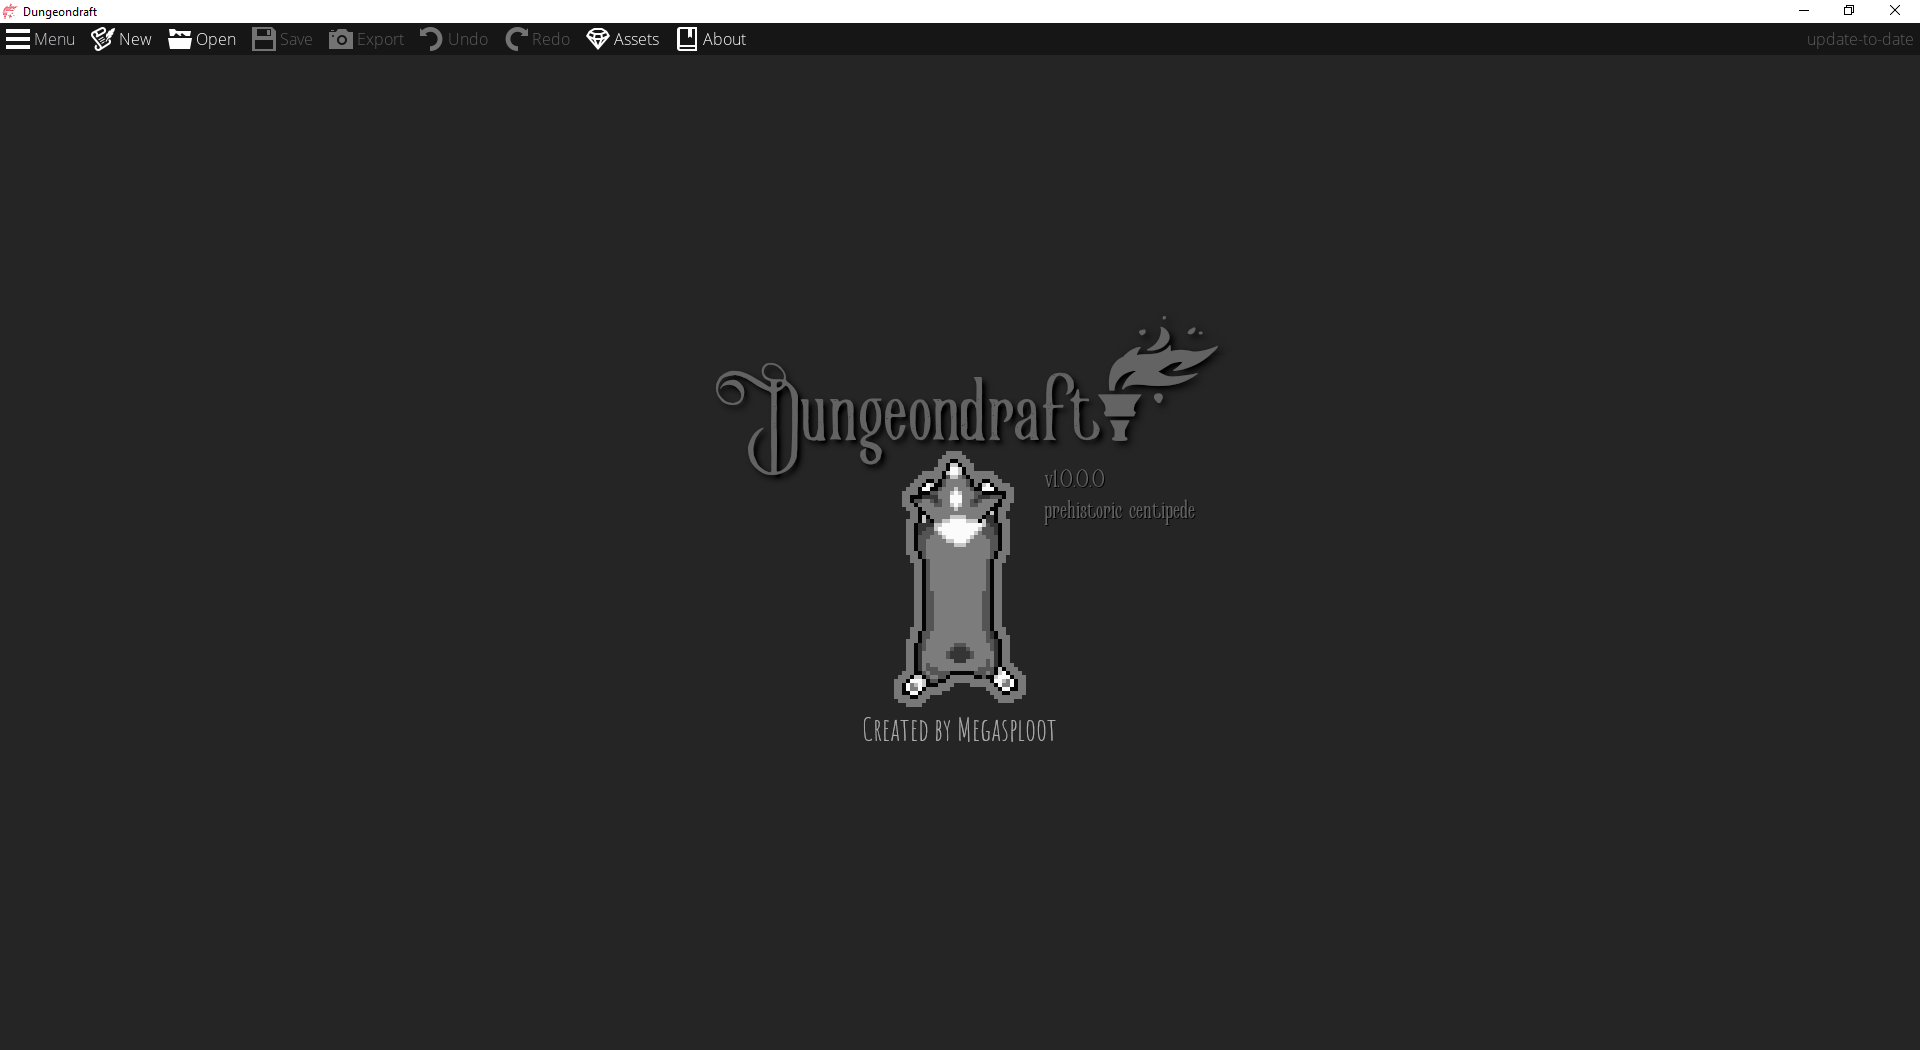 Dungeondraft
Menu New Open Save Export Undo Redo Assets About update-to-date
Dungeondraft
v1.0.0.0
prehistoric centipede
Created by Megasploot